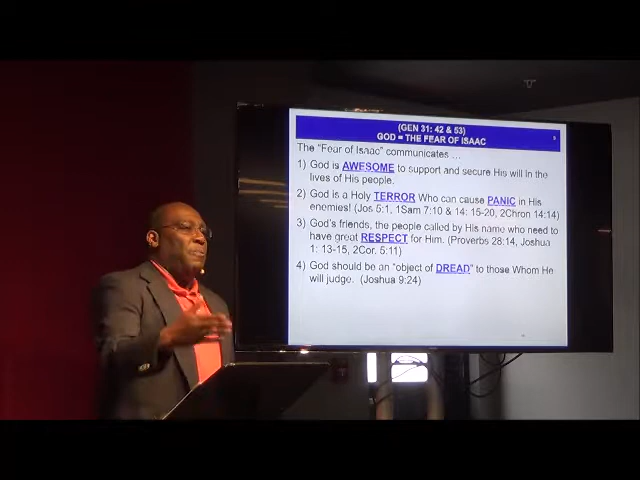 (GEN 31: 42 & 53)
GOD = THE FEAR OF ISAAC
The "Fear of Isaac" communicates …
1) God is AWESOME to support and secure His will in the
lives of His people.
2) God is a Holy TERROR Who can cause PANIC in His
enemies! (Jos 5:1, 1Sam 7:10 & 14: 15-20, 2Chron 14:14)
3) God's friends, the people called by His name who need to
have great RESPECT for Him. (Proverbs 28:14, Joshua
1: 13-15, 2Cor. 5:11)
4) God should be an "object of DREAD" to those Whom He
will judge. (Joshua 9:24)